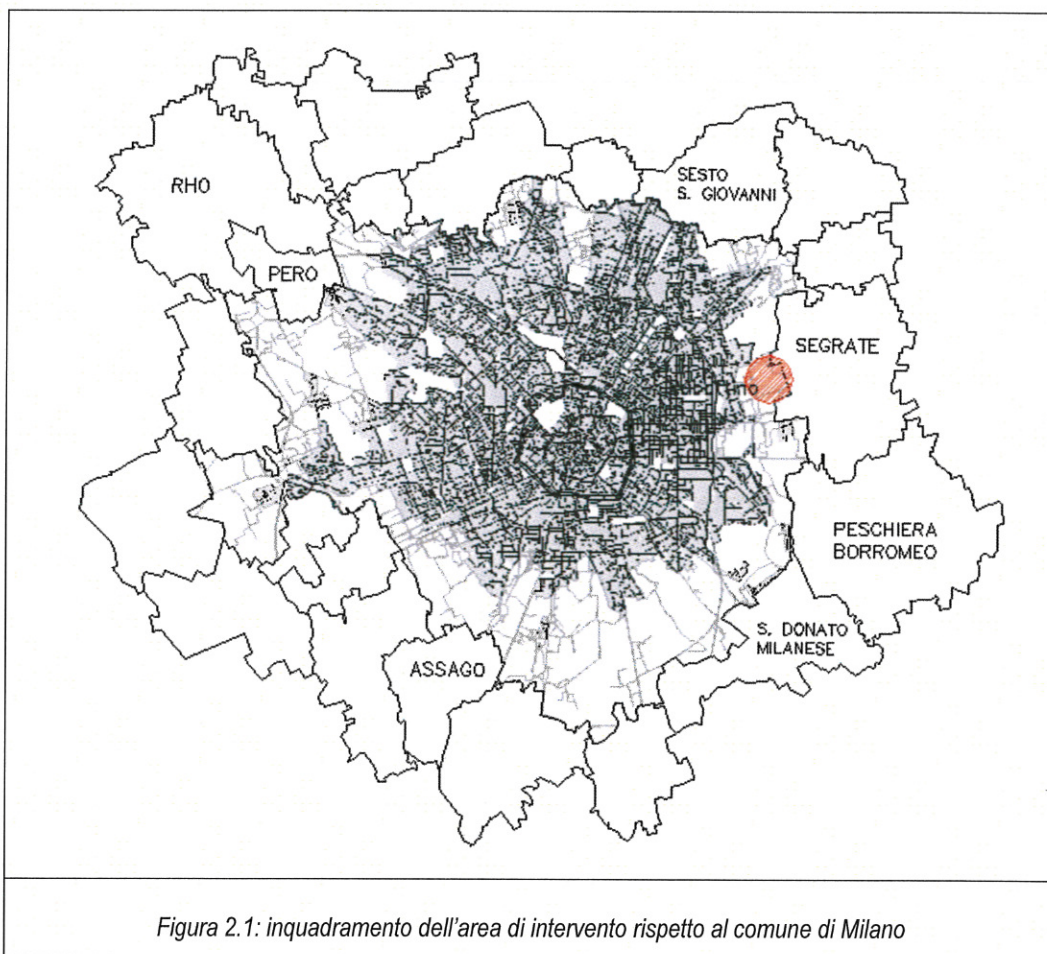 RHO
SESTO
S. GIOVANNI
PERO
SEGRATE
PESCHIERA
BORROMEO
S. DONATO
MILANESE
ASSAGO
Figura 2.1: inquadramento dell'area di intervento rispetto al comune di Milano